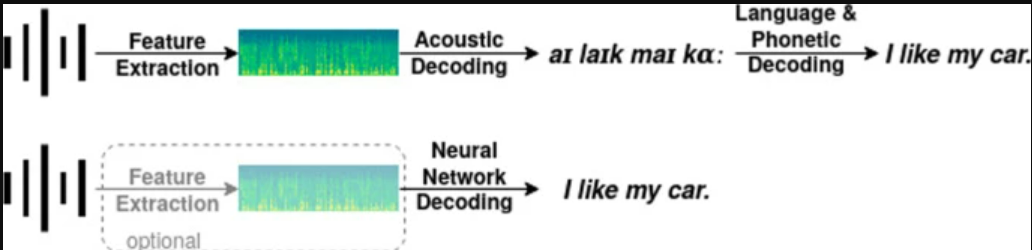 Feature
Extraction
Acoustic
Decoding
aɪ laɪk maɪ kɑː
Language &
Phonetic
Decoding
I like my car.
Feature
Extraction
optional
Neural
Network
Decoding
I like my car.